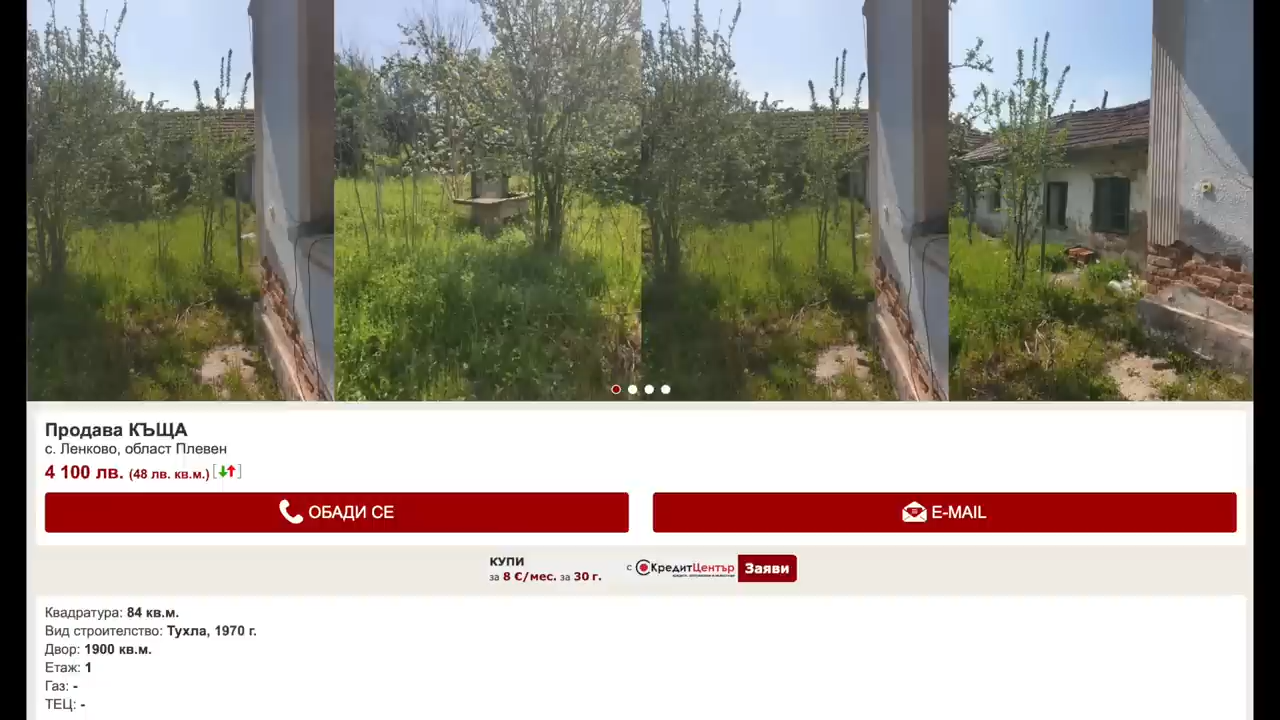 Продава КЪЩА
с. Ленково, област Плевен
4 100 лв. (48 лв. кв.м.) [↓↑]
ОБАДИ СЕ
E-MAIL
КУПИ
за 8 €/мес. за 30 г.
с КредитЦентър
Заяви
Квадратура: 84 кв.м.
Вид строителство: Тухла, 1970 г.
Двор: 1900 кв.м.
Етаж: 1
Газ: -
ТЕЦ: -